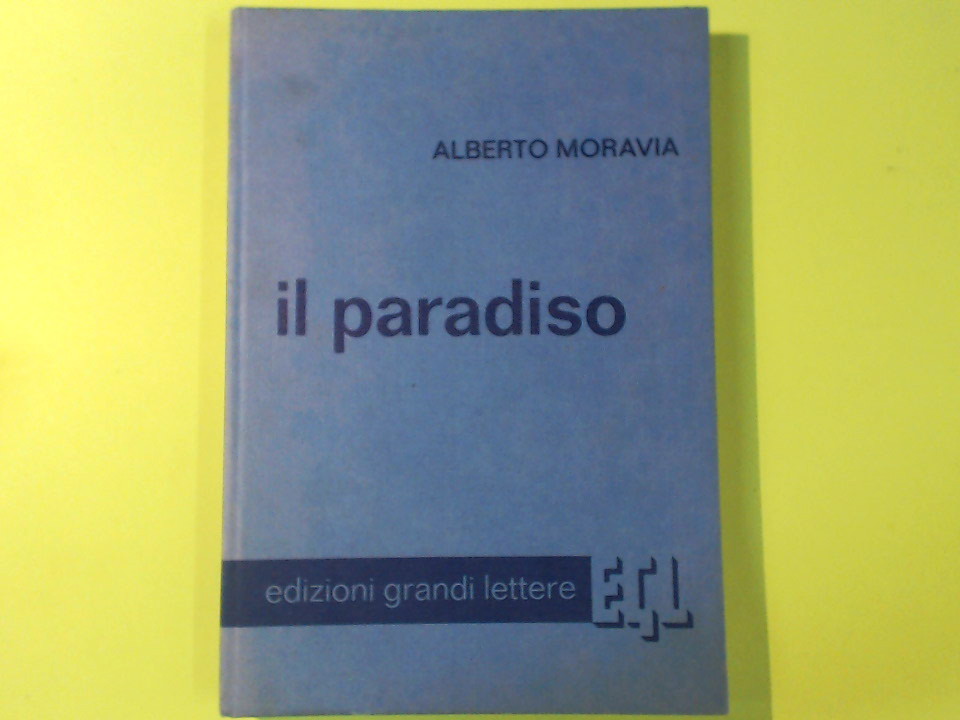 ALBERTO MORAVIA
il paradiso
edizioni grandi lettere EGL